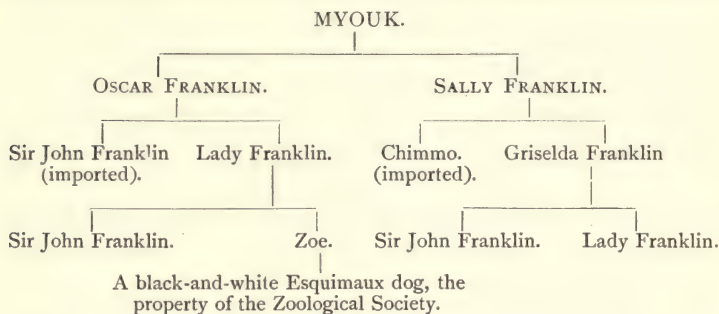 MYOUK.
OSCAR FRANKLIN. SALLY FRANKLIN.
Sir John Franklin Lady Franklin. Chimmo. Griselda Franklin
(imported). (imported).
Sir John Franklin. Zoe. Sir John Franklin. Lady Franklin.
A black-and-white Esquimaux dog, the
property of the Zoological Society.